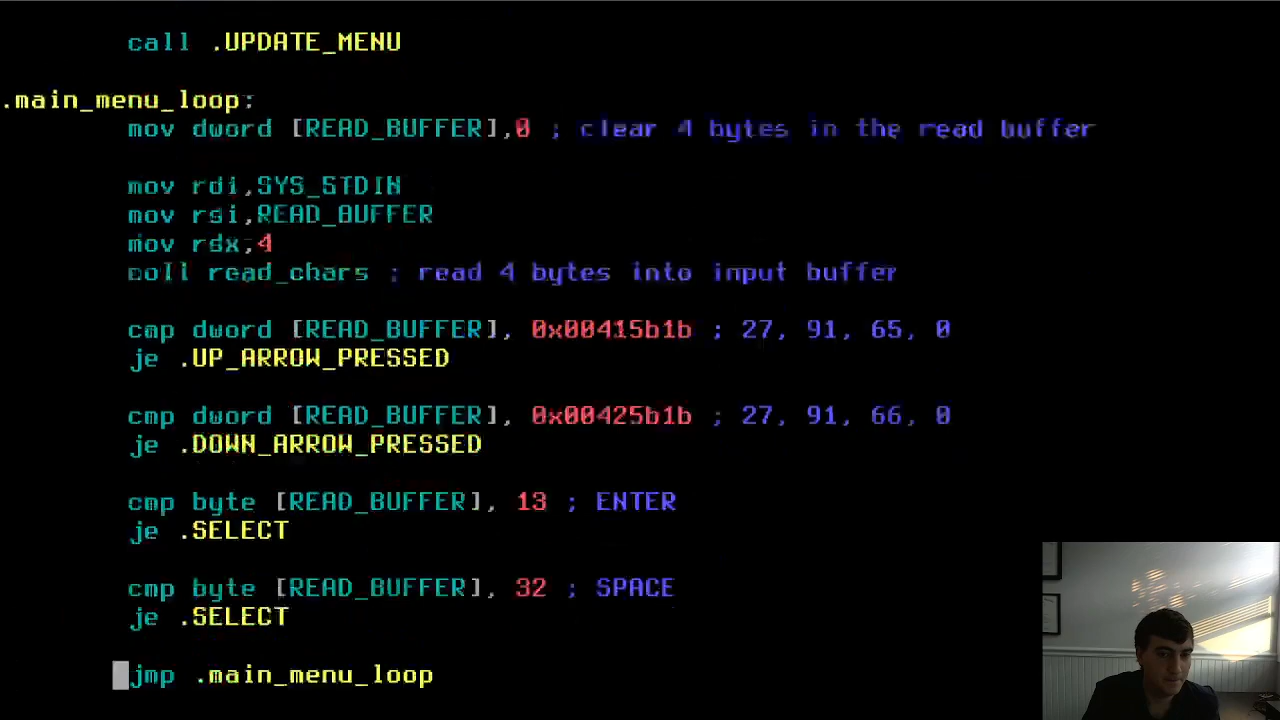 call .UPDATE_MENU
.main_menu_loop:
mov dword [READ_BUFFER],0 ; clear 4 bytes in the read buffer
mov rdi,SYS_STDIN
mov rsi,READ_BUFFER
mov rdx,4
call read_chars ; read 4 bytes into input buffer
cmp dword [READ_BUFFER], 0x00415b1b ; 27, 91, 65, 0
je .UP_ARROW_PRESSED
cmp dword [READ_BUFFER], 0x00425b1b ; 27, 91, 66, 0
je .DOWN_ARROW_PRESSED
cmp byte [READ_BUFFER], 13 ; ENTER
je .SELECT
cmp byte [READ_BUFFER], 32 ; SPACE
je .SELECT
jmp .main_menu_loop